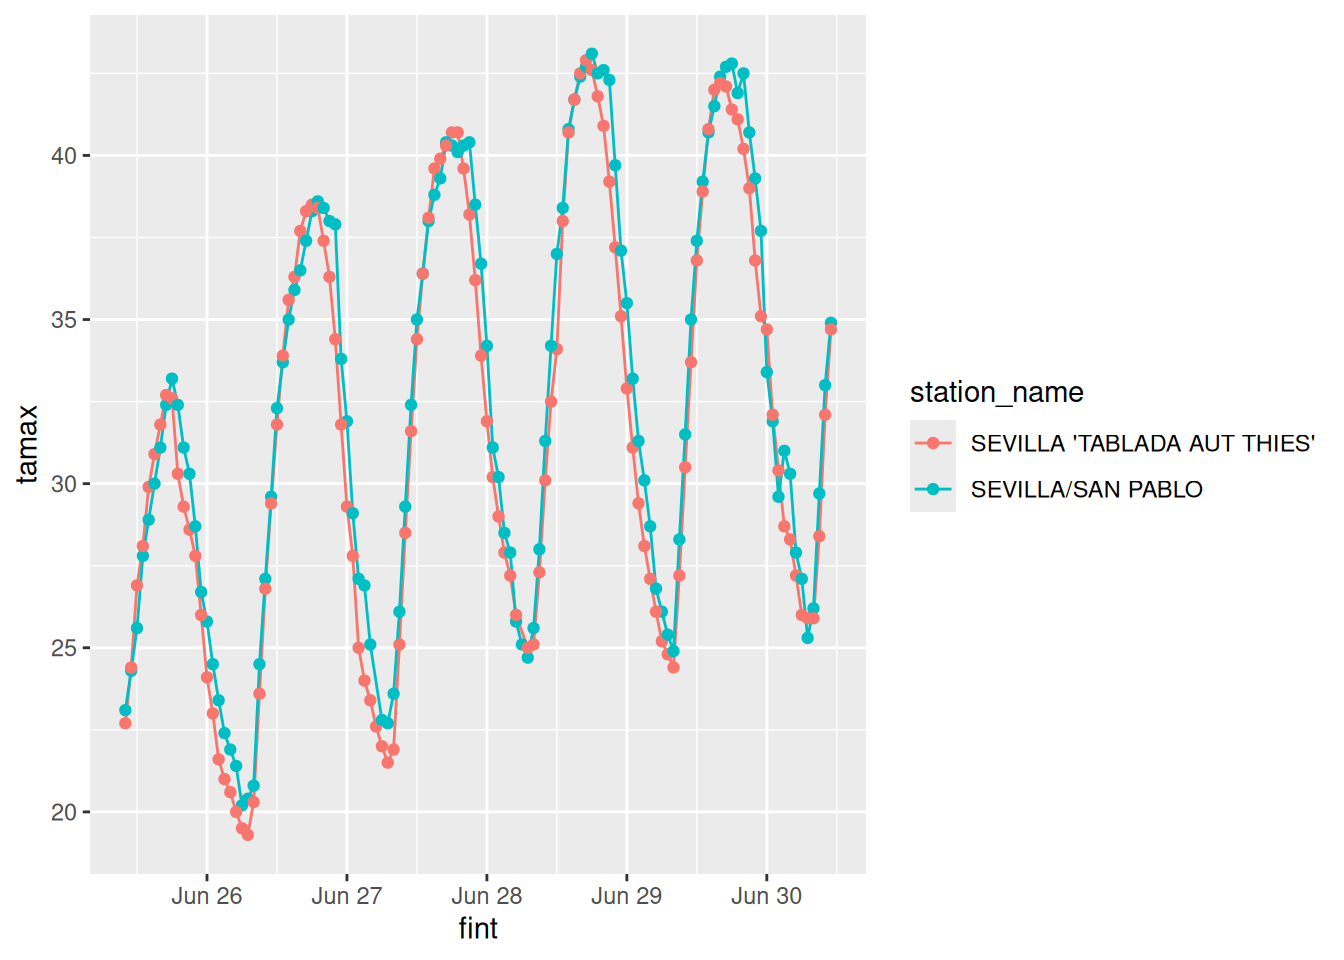 tamax
40
35
30
25
20
Jun 26
Jun 27
Jun 28
Jun 29
Jun 30
fint
station_name
SEVILLA 'TABLADA AUT THIES'
SEVILLA/SAN PABLO